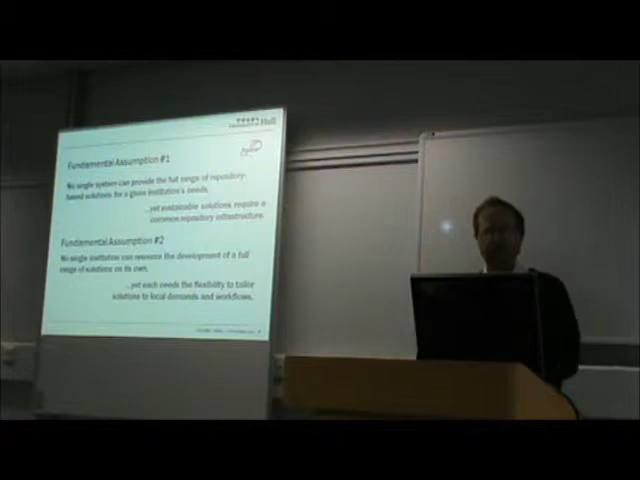 UNIVERSITY OF Hull
Fundamental Assumption #1
No single system can provide the full range of repository-
based solutions for a given institution's needs,
...yet sustainable solutions require a
common repository infrastructure.
Fundamental Assumption #2
No single institution can resource the development of a full
range of solutions on its own,
...yet each needs the flexibility to tailor
solutions to local demands and workflows.